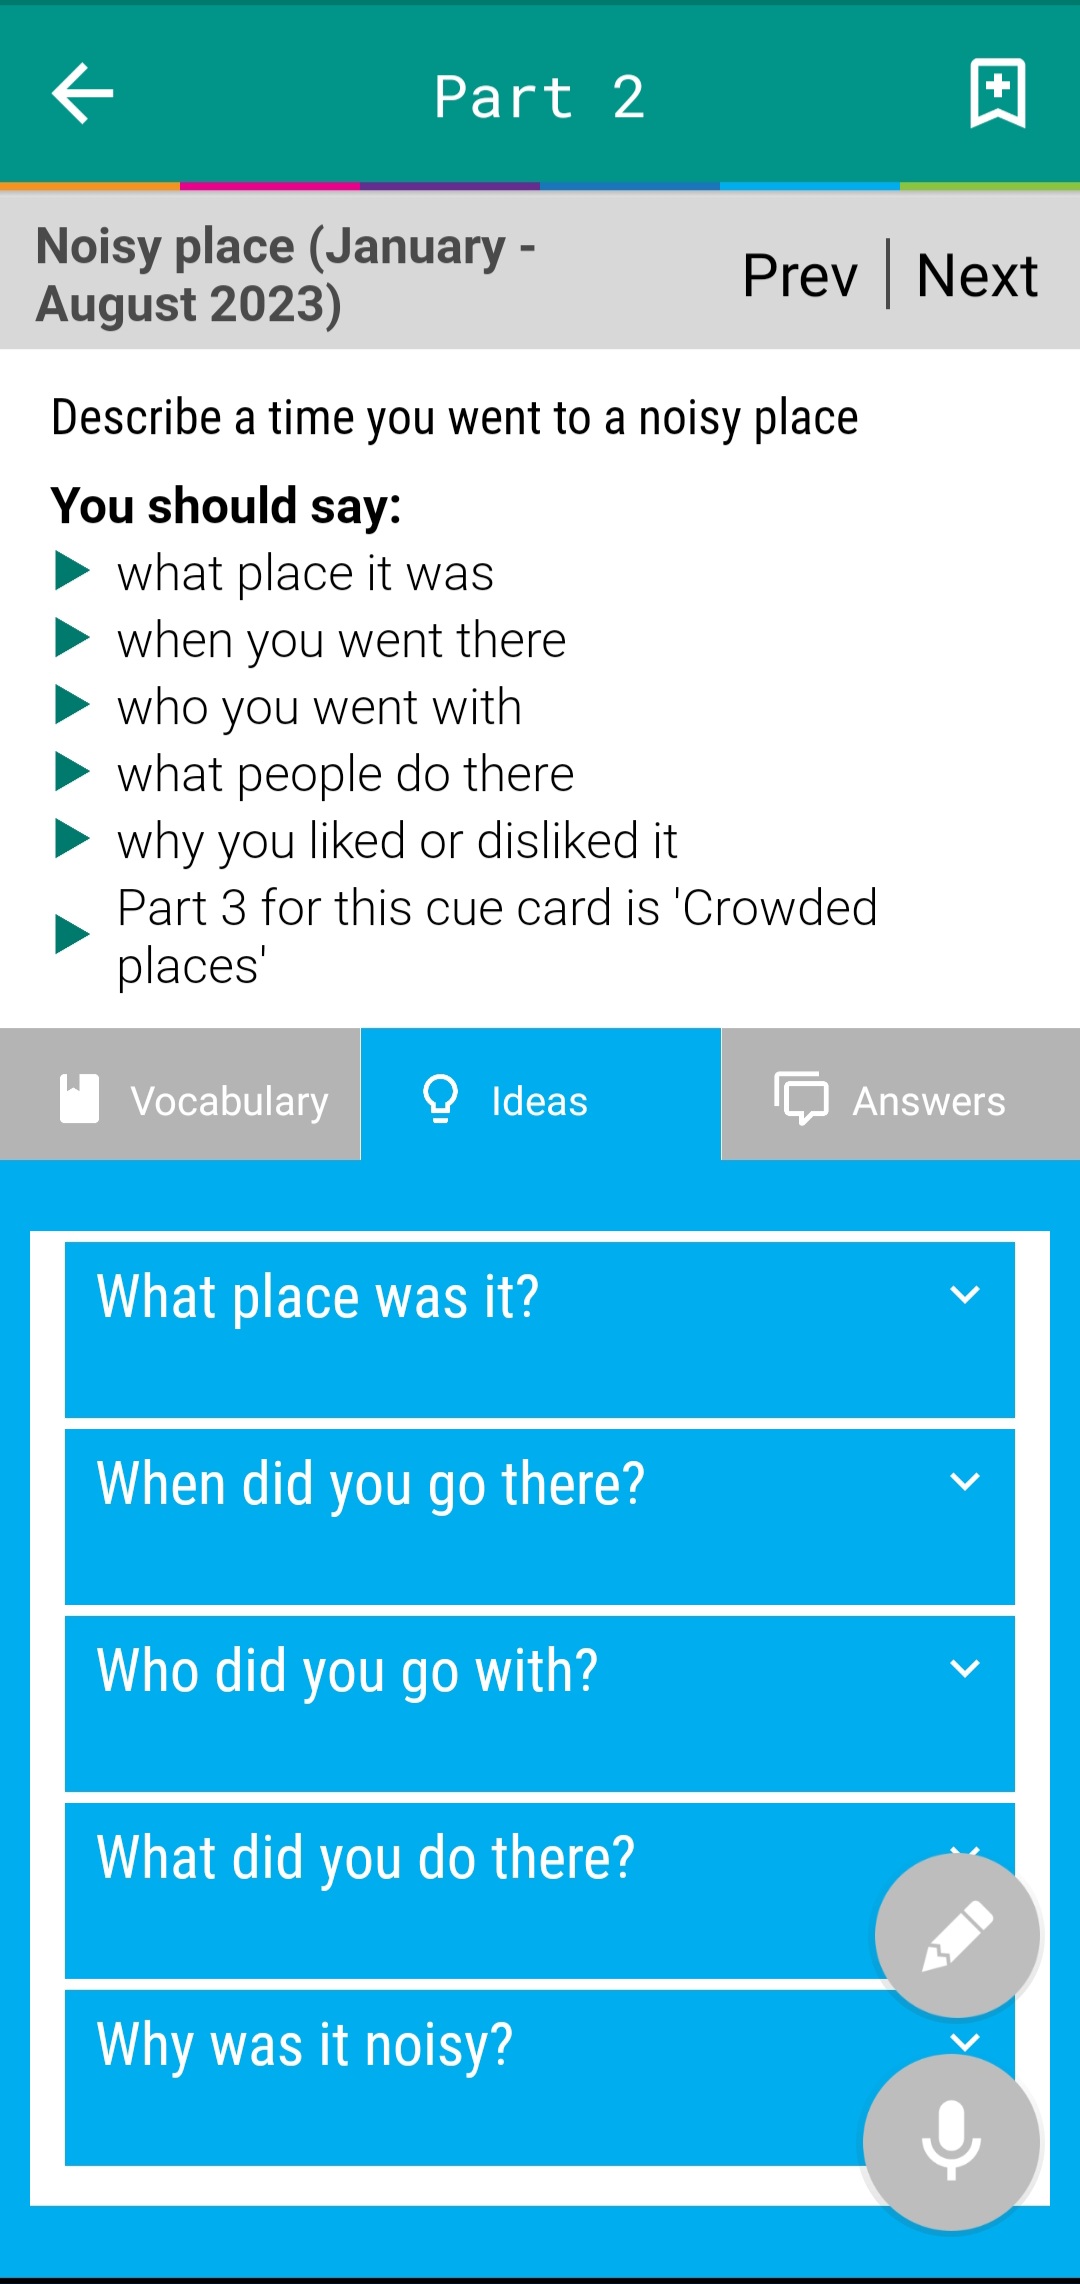 Part 2
Noisy place (January -
August 2023)
Prev | Next
Describe a time you went to a noisy place
You should say:
what place it was
when you went there
who you went with
what people do there
why you liked or disliked it
Part 3 for this cue card is 'Crowded
places'
Vocabulary
Ideas
Answers
What place was it?
When did you go there?
Who did you go with?
What did you do there?
Why was it noisy?